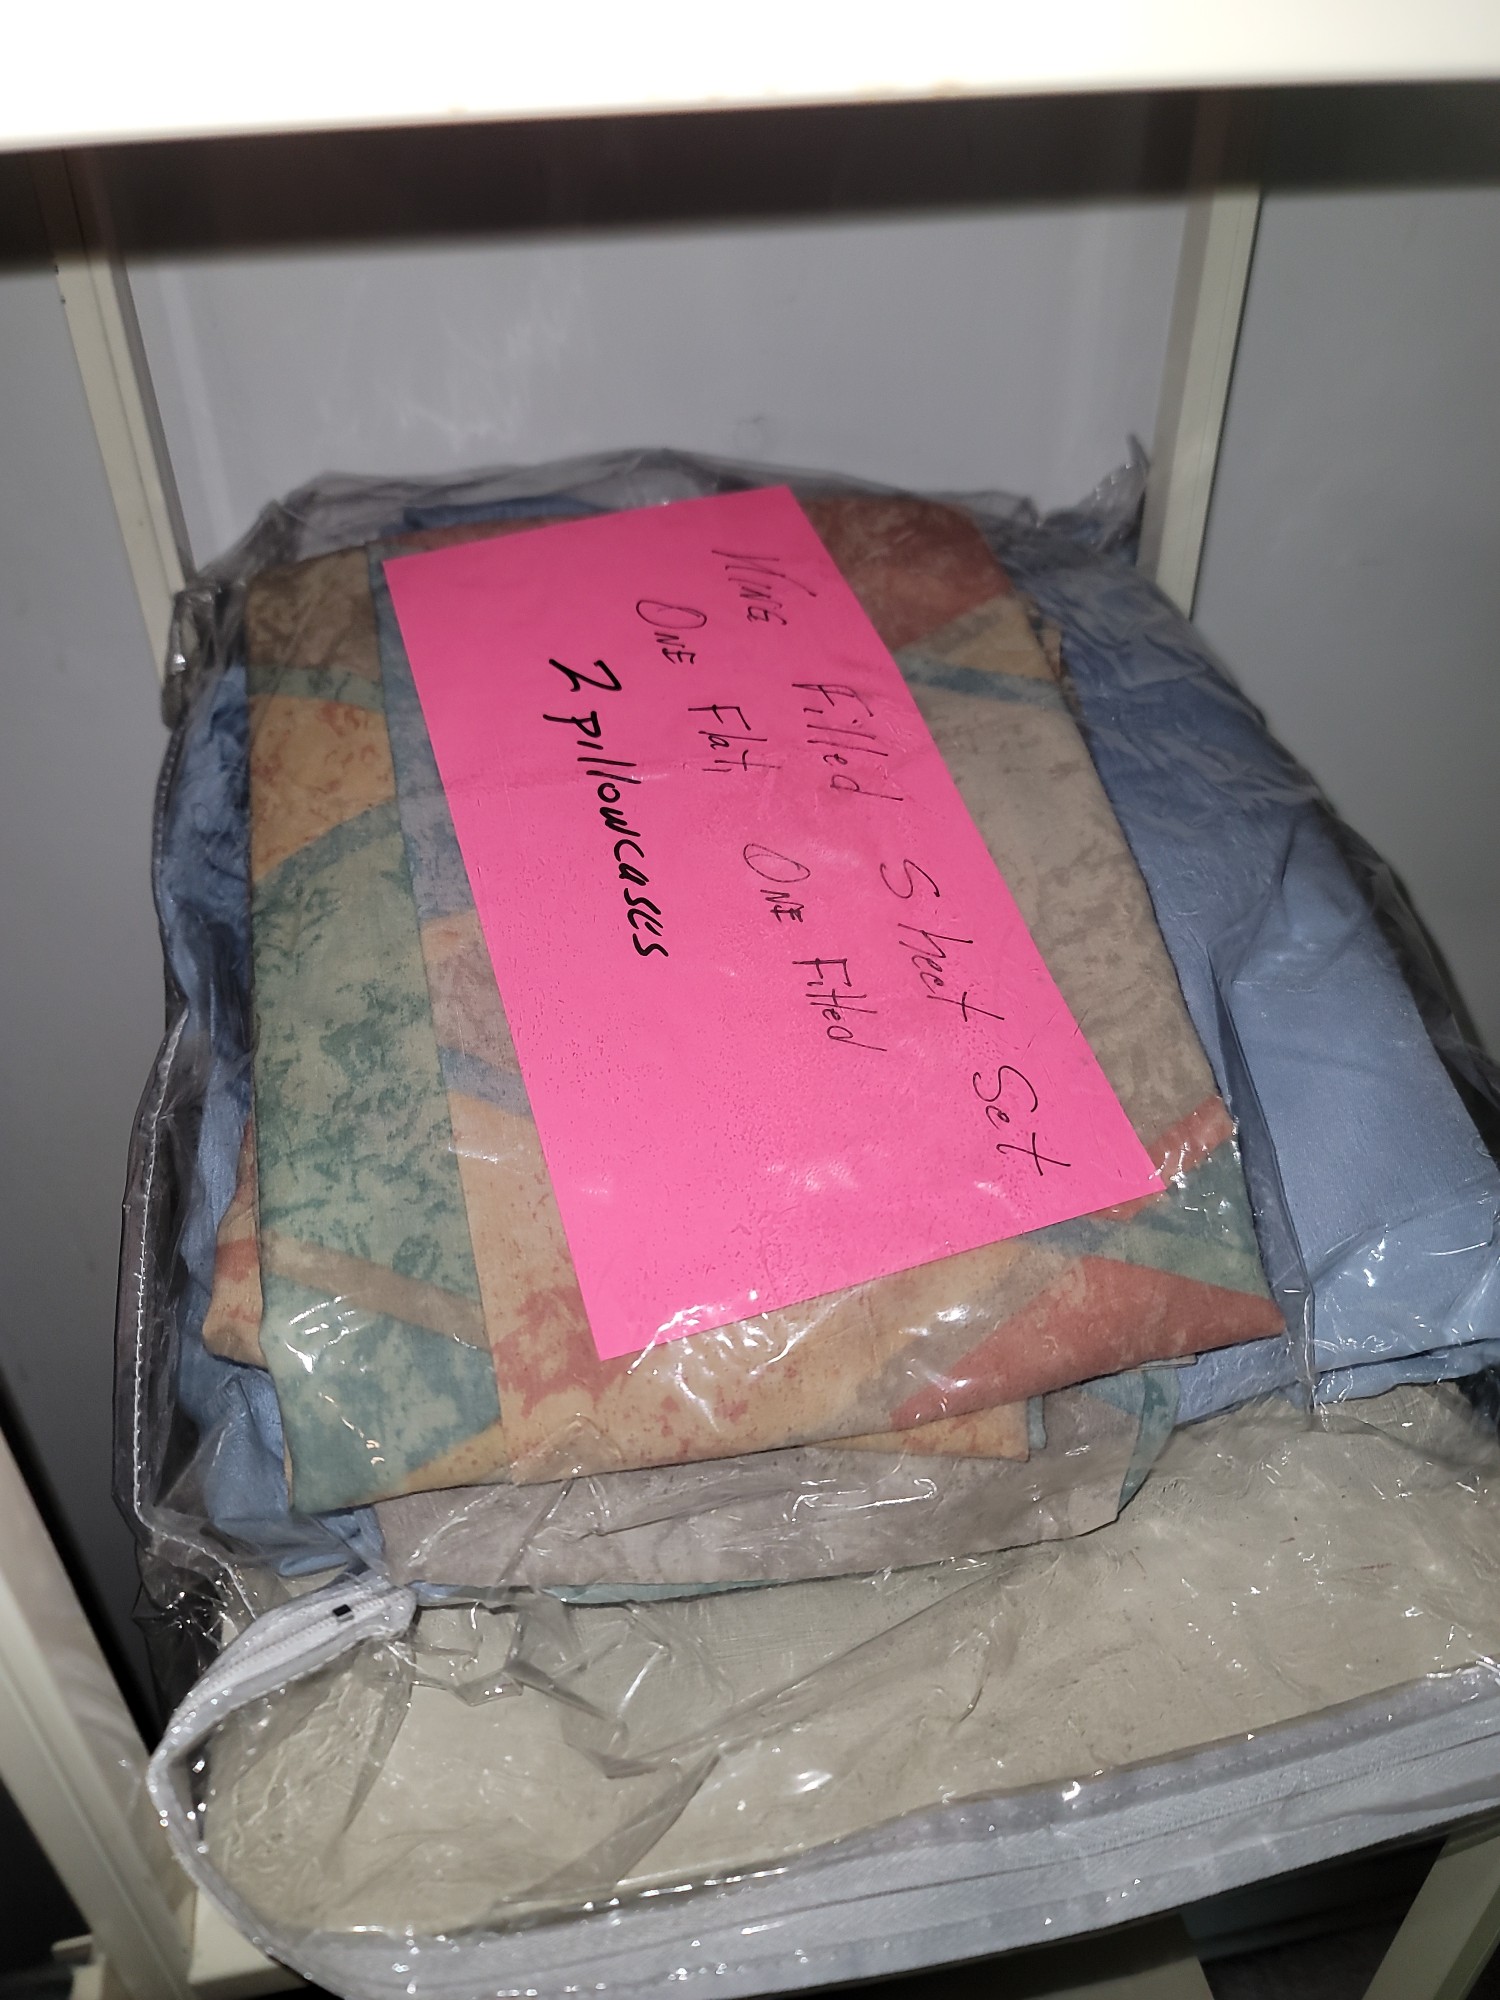 KING Fitted Sheet Set
ONE Flat, ONE Fitted
2 pillowcases